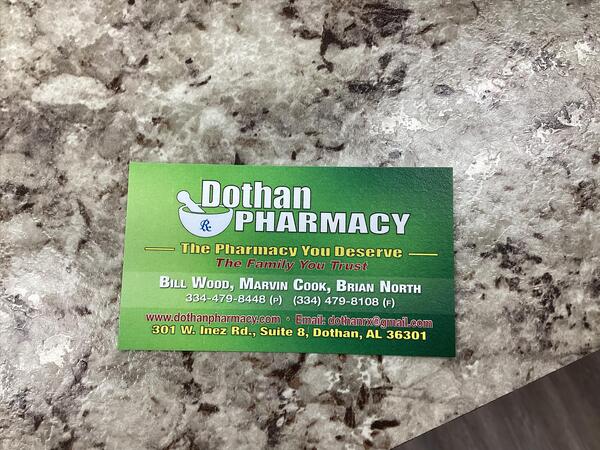 Dothan
Rx PHARMACY
The Pharmacy You Deserve
The Family You Trust
BILL WOOD, MARVIN COOK, BRIAN NORTH
334-479-8448 (P) (334) 479-8108 (F)
www.dothanpharmacy.com · Email: dothanrx@gmail.com
301 W. Inez Rd., Suite 8, Dothan, AL 36301